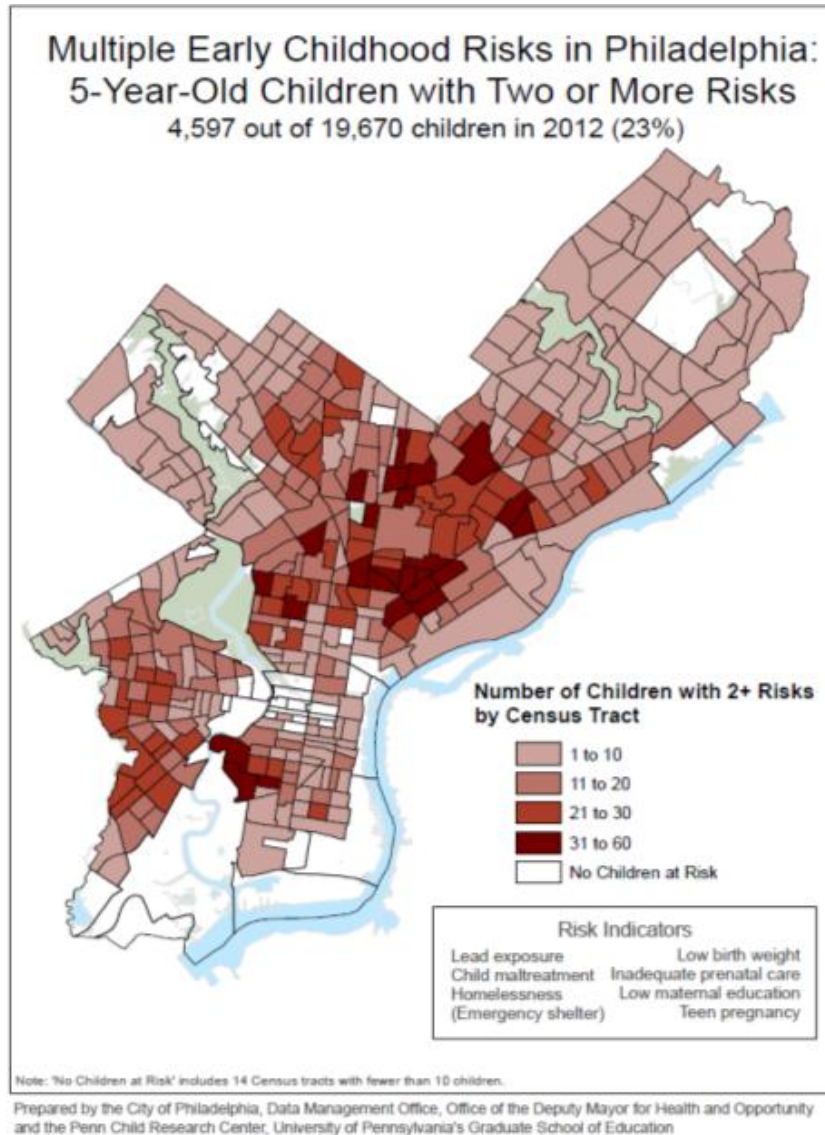 Multiple Early Childhood Risks in Philadelphia:
5-Year-Old Children with Two or More Risks
4,597 out of 19,670 children in 2012 (23%)
Number of Children with 2+ Risks
by Census Tract
1 to 10
11 to 20
21 to 30
31 to 60
No Children at Risk
Risk Indicators
Lead exposure Low birth weight
Child maltreatment Inadequate prenatal care
Homelessness Low maternal education
(Emergency shelter) Teen pregnancy
Note: 'No Children at Risk' includes 14 Census tracts with fewer than 10 children.
Prepared by the City of Philadelphia, Data Management Office, Office of the Deputy Mayor for Health and Opportunity
and the Penn Child Research Center, University of Pennsylvania's Graduate School of Education